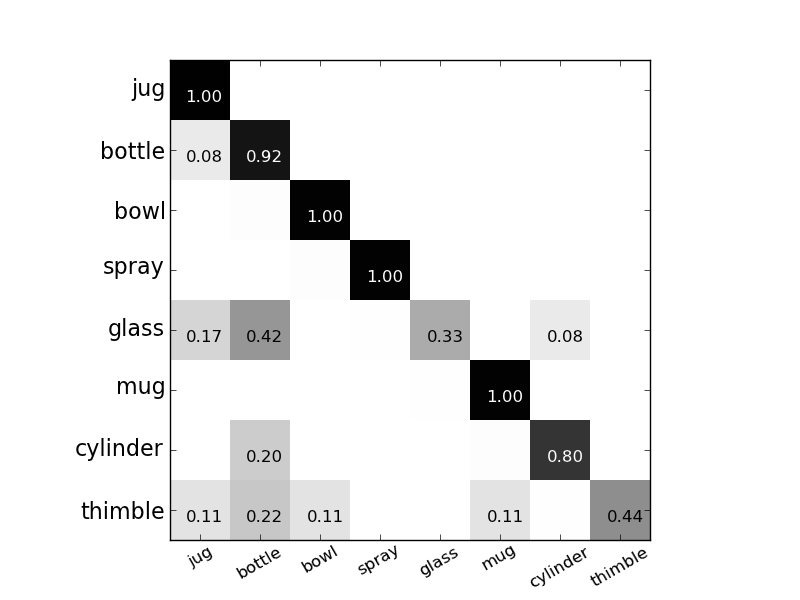 jug 1.00
bottle 0.08 0.92
bowl 1.00
spray 1.00
glass 0.17 0.42 0.33 0.08
mug 1.00
cylinder 0.20 0.80
thimble 0.11 0.22 0.11 0.11 0.44
jug bottle bowl spray glass mug cylinder thimble